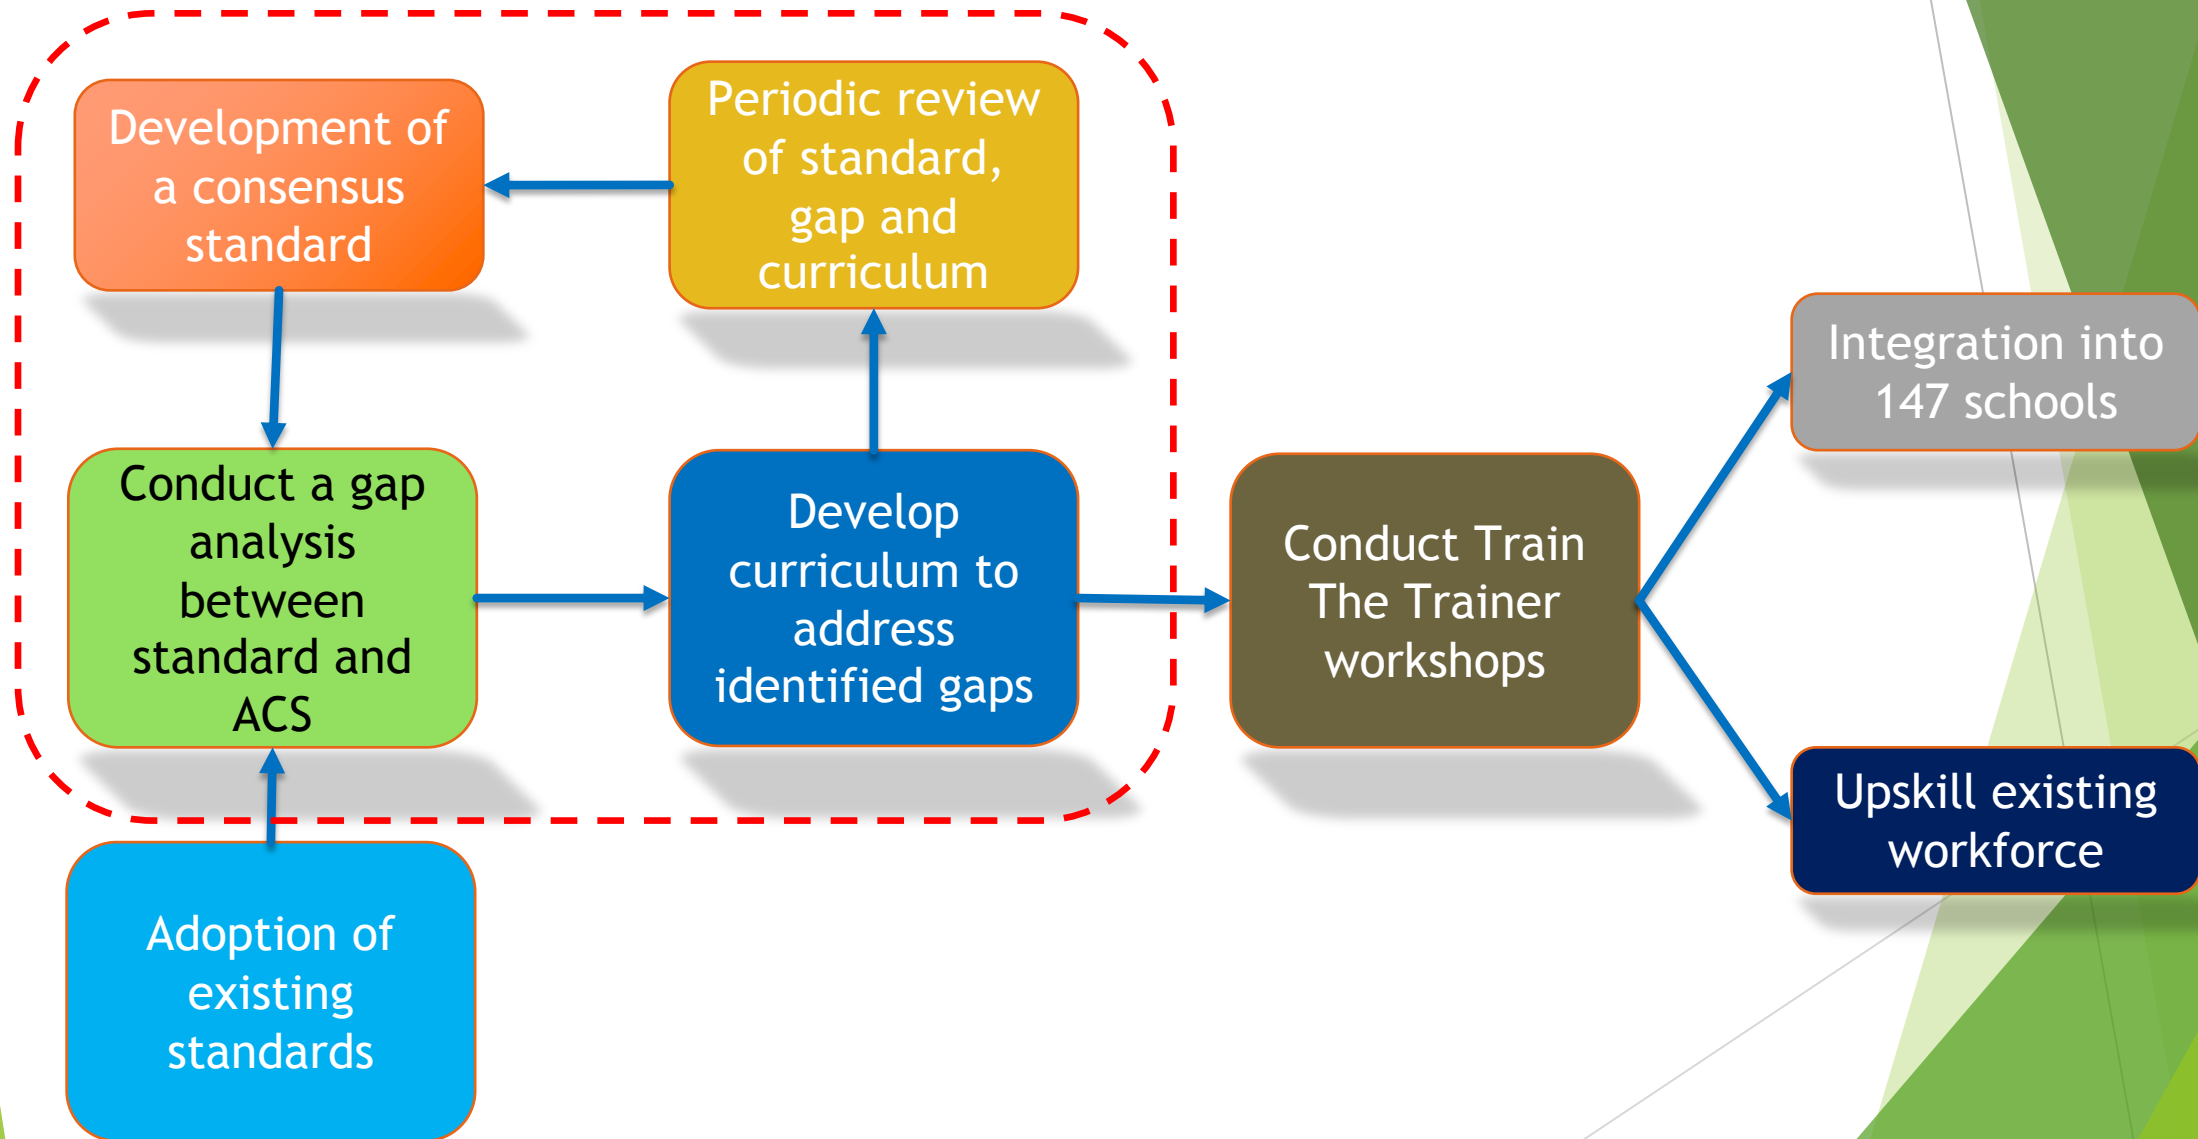 Development of
a consensus
standard
Periodic review
of standard,
gap and
curriculum
Conduct a gap
analysis
between
standard and
ACS
Develop
curriculum to
address
identified gaps
Conduct Train
The Trainer
workshops
Integration into
147 schools
Upskill existing
workforce
Adoption of
existing
standards